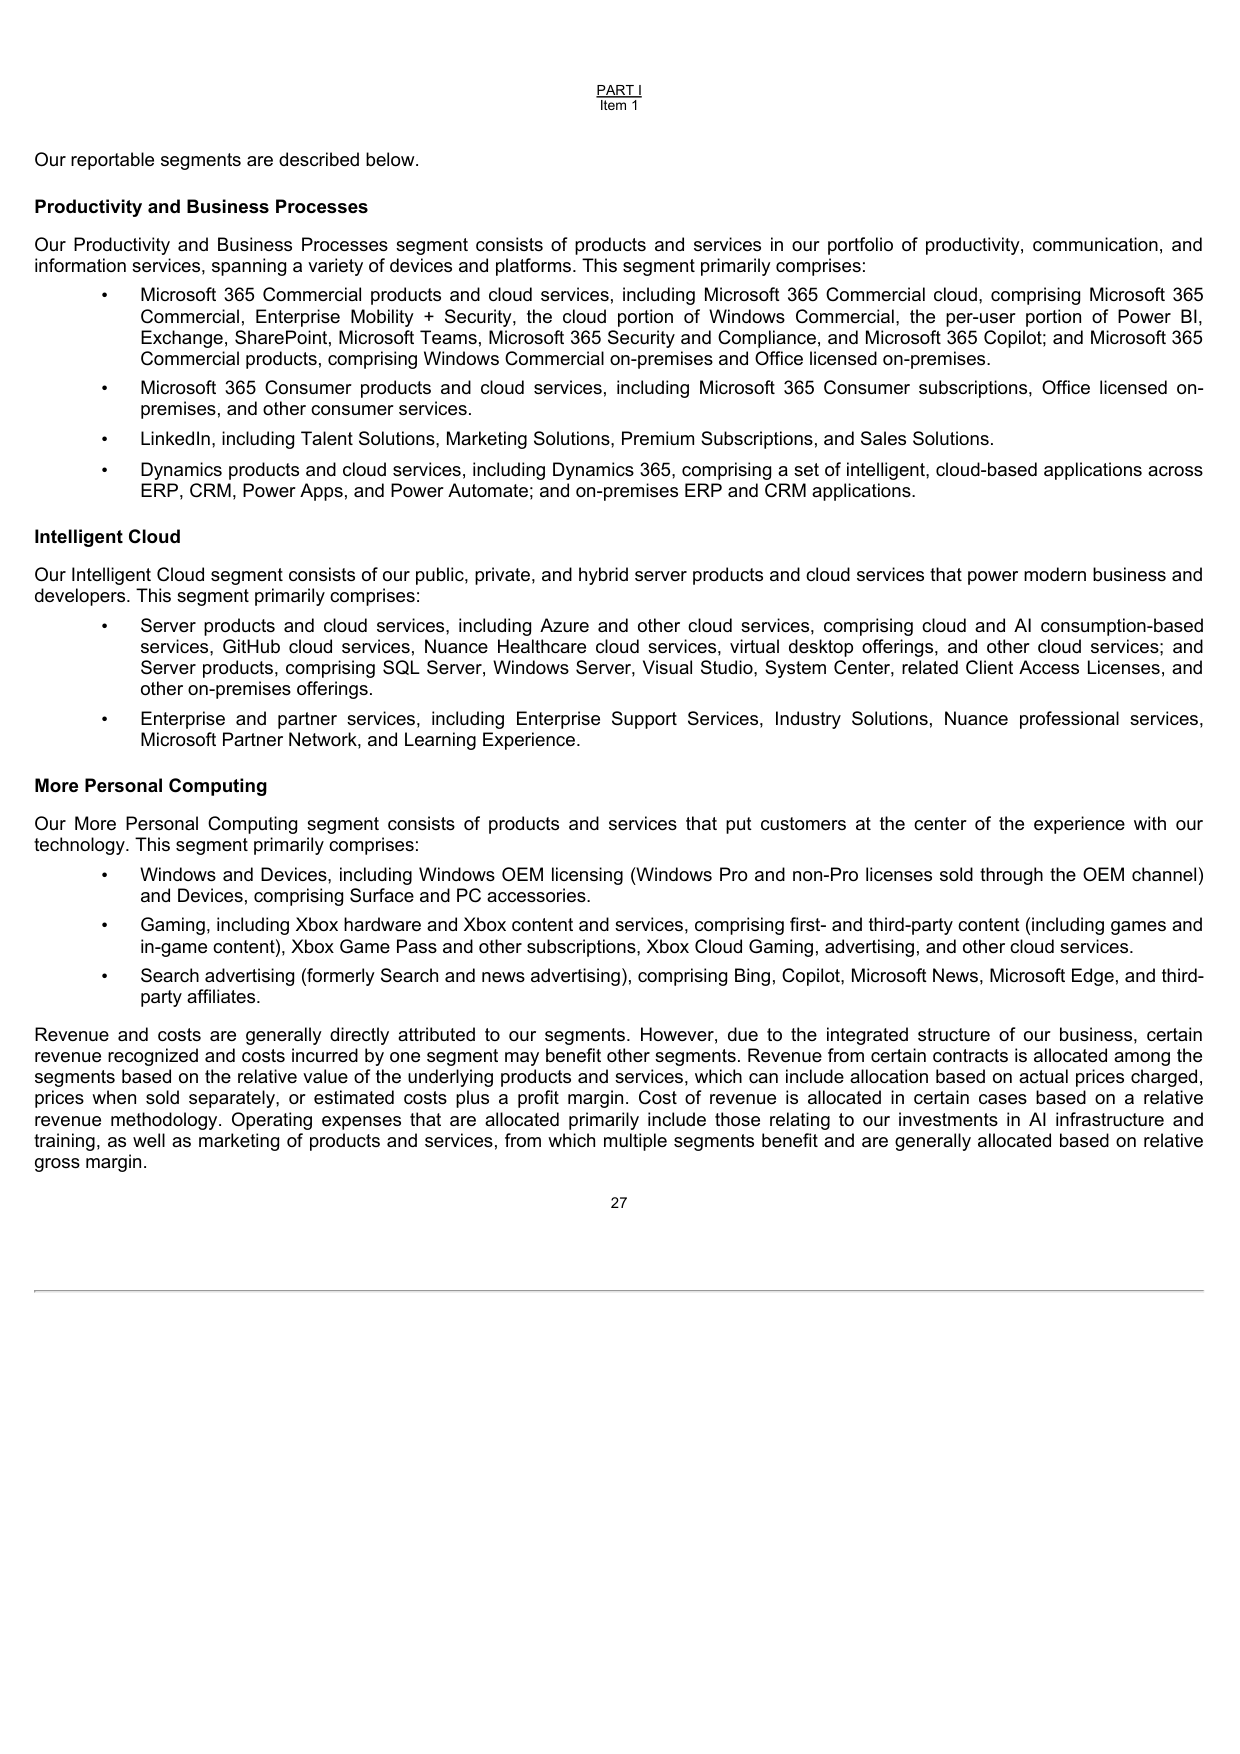 PART I
Item 1
Our reportable segments are described below.
Productivity and Business Processes
Our Productivity and Business Processes segment consists of products and services in our portfolio of productivity, communication, and
information services, spanning a variety of devices and platforms. This segment primarily comprises:
• Microsoft 365 Commercial products and cloud services, including Microsoft 365 Commercial cloud, comprising Microsoft 365
Commercial, Enterprise Mobility + Security, the cloud portion of Windows Commercial, the per-user portion of Power BI,
Exchange, SharePoint, Microsoft Teams, Microsoft 365 Security and Compliance, and Microsoft 365 Copilot; and Microsoft 365
Commercial products, comprising Windows Commercial on-premises and Office licensed on-premises.
• Microsoft 365 Consumer products and cloud services, including Microsoft 365 Consumer subscriptions, Office licensed on-
premises, and other consumer services.
• LinkedIn, including Talent Solutions, Marketing Solutions, Premium Subscriptions, and Sales Solutions.
• Dynamics products and cloud services, including Dynamics 365, comprising a set of intelligent, cloud-based applications across
ERP, CRM, Power Apps, and Power Automate; and on-premises ERP and CRM applications.
Intelligent Cloud
Our Intelligent Cloud segment consists of our public, private, and hybrid server products and cloud services that power modern business and
developers. This segment primarily comprises:
• Server products and cloud services, including Azure and other cloud services, comprising cloud and AI consumption-based
services, GitHub cloud services, Nuance Healthcare cloud services, virtual desktop offerings, and other cloud services; and
Server products, comprising SQL Server, Windows Server, Visual Studio, System Center, related Client Access Licenses, and
other on-premises offerings.
• Enterprise and partner services, including Enterprise Support Services, Industry Solutions, Nuance professional services,
Microsoft Partner Network, and Learning Experience.
More Personal Computing
Our More Personal Computing segment consists of products and services that put customers at the center of the experience with our
technology. This segment primarily comprises:
• Windows and Devices, including Windows OEM licensing (Windows Pro and non-Pro licenses sold through the OEM channel)
and Devices, comprising Surface and PC accessories.
• Gaming, including Xbox hardware and Xbox content and services, comprising first- and third-party content (including games and
in-game content), Xbox Game Pass and other subscriptions, Xbox Cloud Gaming, advertising, and other cloud services.
• Search advertising (formerly Search and news advertising), comprising Bing, Copilot, Microsoft News, Microsoft Edge, and third-
party affiliates.
Revenue and costs are generally directly attributed to our segments. However, due to the integrated structure of our business, certain
revenue recognized and costs incurred by one segment may benefit other segments. Revenue from certain contracts is allocated among the
segments based on the relative value of the underlying products and services, which can include allocation based on actual prices charged,
prices when sold separately, or estimated costs plus a profit margin. Cost of revenue is allocated in certain cases based on a relative
revenue methodology. Operating expenses that are allocated primarily include those relating to our investments in AI infrastructure and
training, as well as marketing of products and services, from which multiple segments benefit and are generally allocated based on relative
gross margin.
27